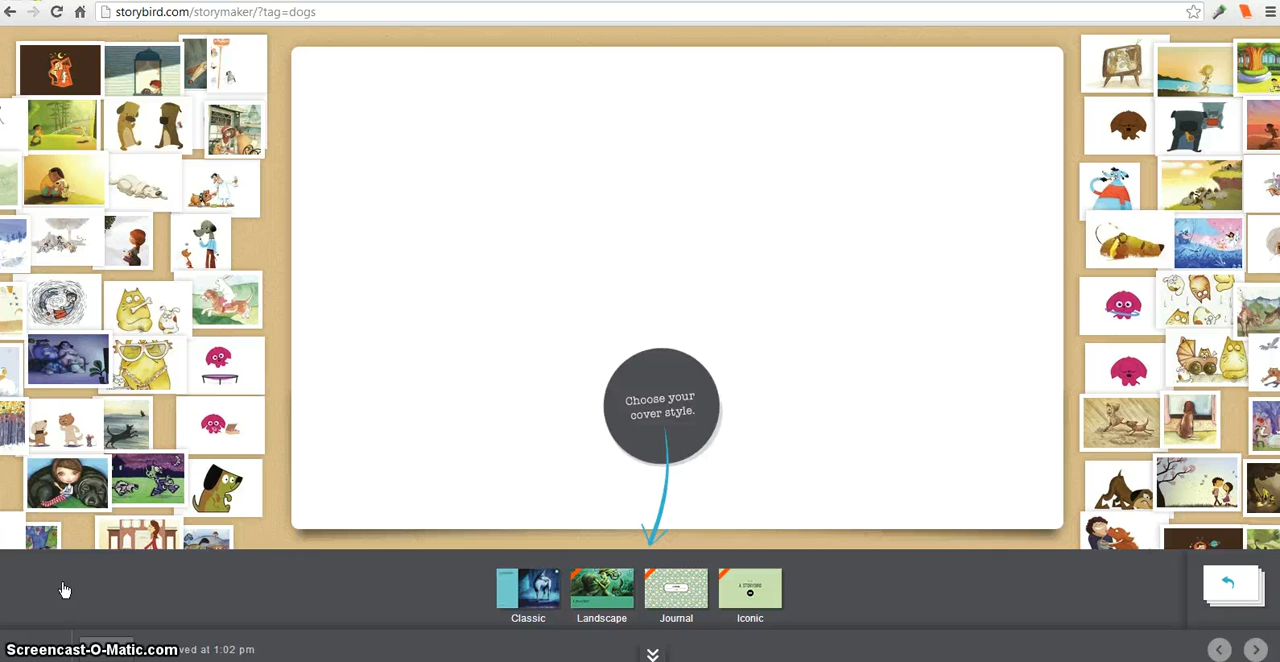 storybird.com/storymaker/?tag=dogs
Choose your
cover style.
Classic
Landscape
Journal
Iconic
Screencast-O-Matic.com
ved at 1:02 pm